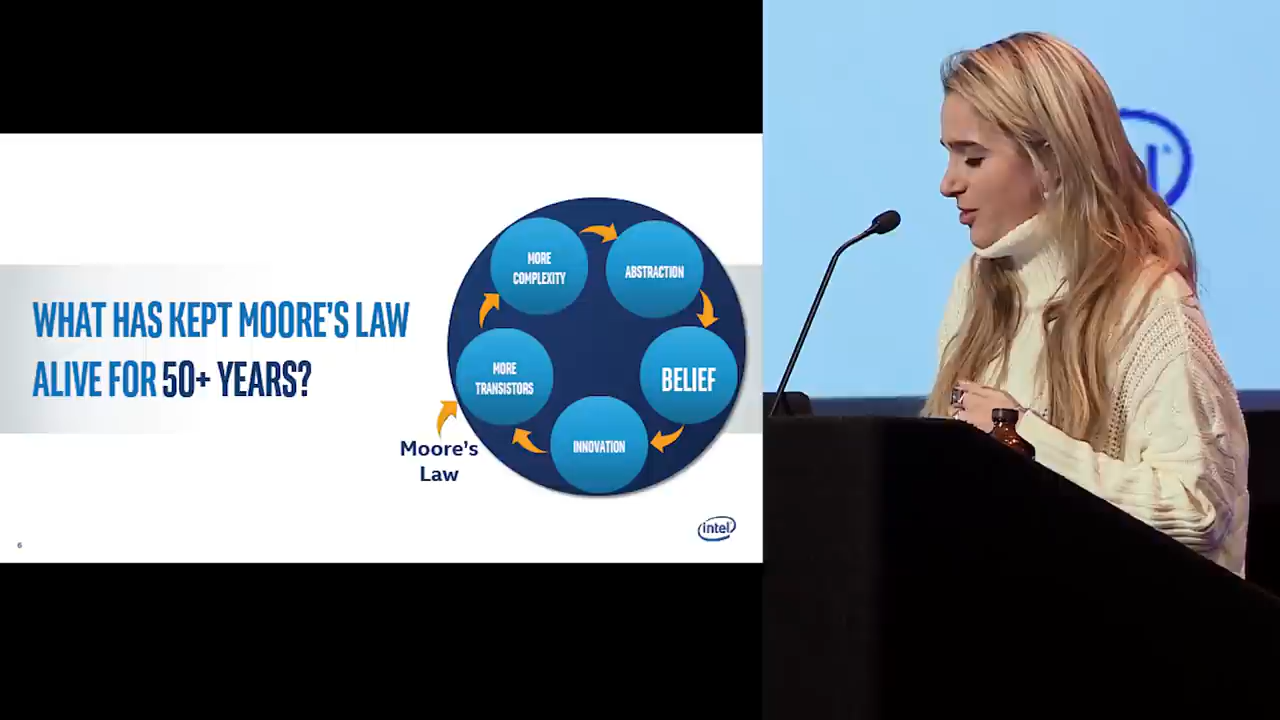 WHAT HAS KEPT MOORE'S LAW
ALIVE FOR 50+ YEARS?
MORE
COMPLEXITY
ABSTRACTION
BELIEF
INNOVATION
MORE
TRANSISTORS
Moore's
Law
intel
6